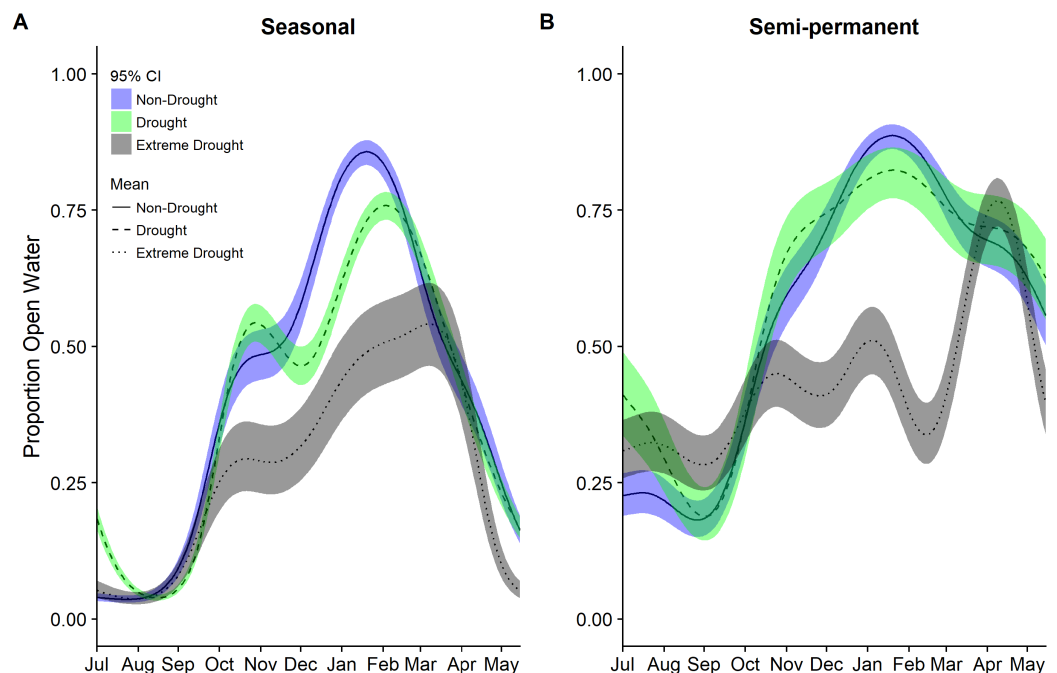 A
Seasonal
B
Semi-permanent
Proportion Open Water
1.00
0.75
0.50
0.25
0.00
95% CI
Non-Drought
Drought
Extreme Drought
Mean
Non-Drought
Drought
Extreme Drought
Jul Aug Sep Oct Nov Dec Jan Feb Mar Apr May
1.00
0.75
0.50
0.25
0.00
Jul Aug Sep Oct Nov Dec Jan Feb Mar Apr May